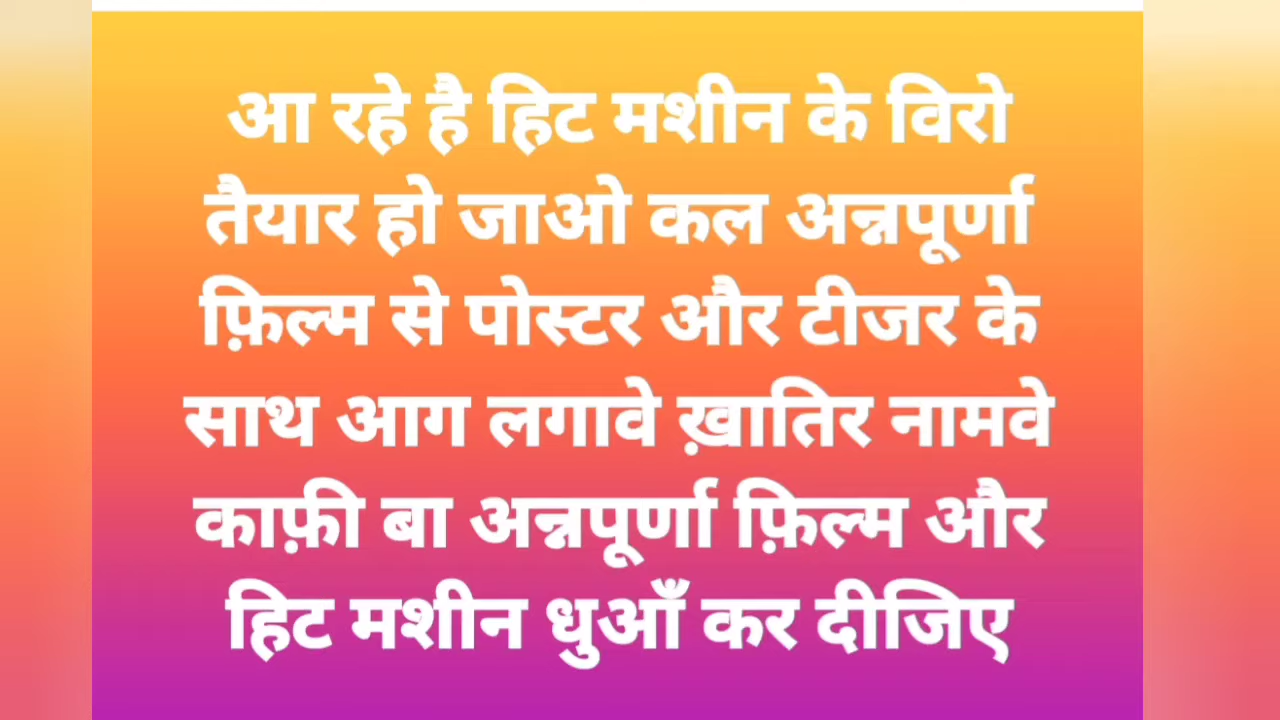 आ रहे है हिट मशीन के विरो
तैयार हो जाओ कल अन्नपूर्णा
फ़िल्म से पोस्टर और टीजर के
साथ आग लगावे ख़ातिर नामवे
काफ़ी बा अन्नपूर्णा फ़िल्म और
हिट मशीन धुआँ कर दीजिए